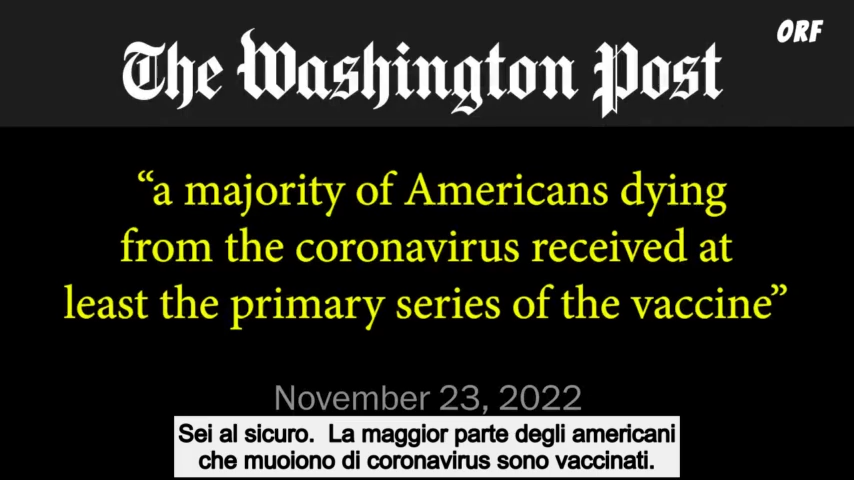 ORF
The Washington Post
“a majority of Americans dying
from the coronavirus received at
least the primary series of the vaccine”
November 23, 2022
Sei al sicuro. La maggior parte degli americani
che muoiono di coronavirus sono vaccinati.